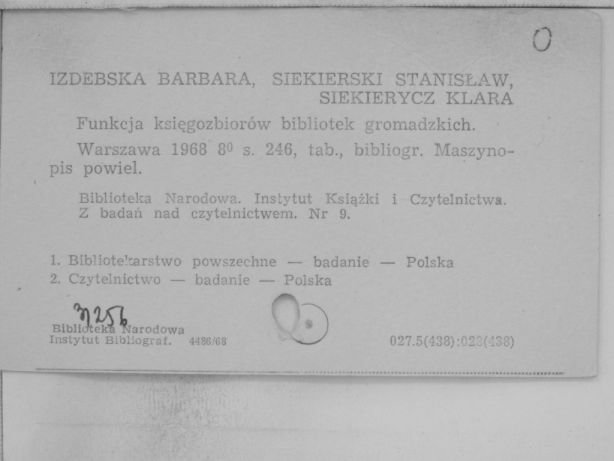 O
IZDEBSKA BARBARA, SIEKIERSKI STANISŁAW,
SIEKIERYCZ KLARA
Funkcja księgozbiorów bibliotek gromadzkich.
Warszawa 1968 8⁰ s. 246, tab., bibliogr. Maszyno-
pis powiel.
Biblioteka Narodowa. Instytut Książki i Czytelnictwa.
Z badań nad czytelnictwem. Nr 9.
1. Bibliotekarstwo powszechne — badanie — Polska
2. Czytelnictwo — badanie — Polska
Biblioteka Narodowa
Instytut Bibliograf. 4486/68
027.5(438):023(438)